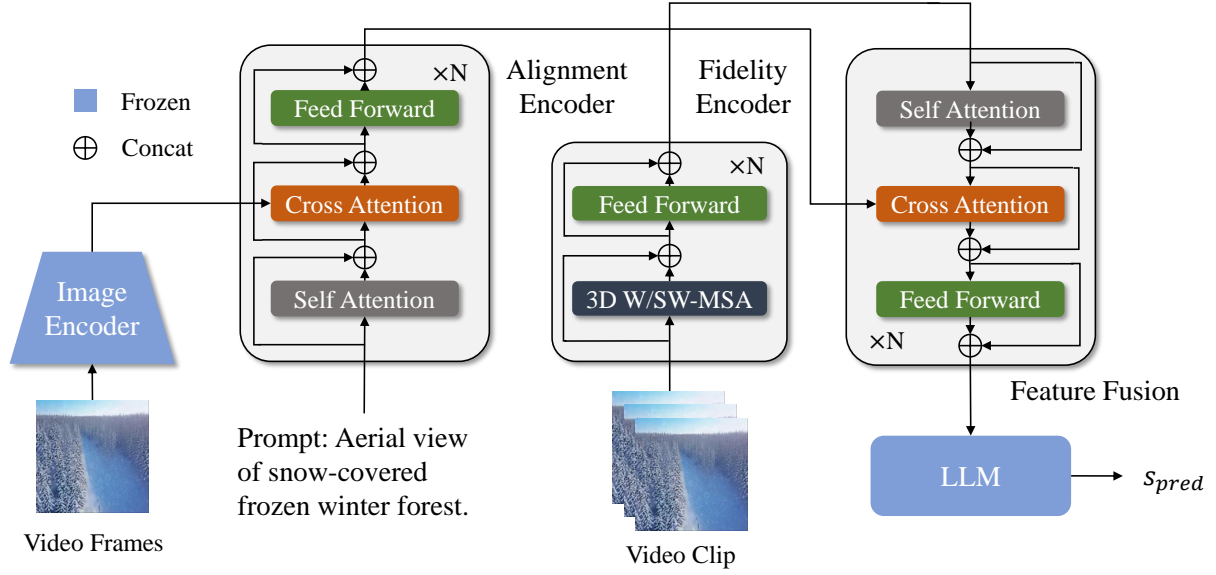 Frozen
Concat
Image
Encoder
Video Frames
×N
Feed Forward
Cross Attention
Self Attention
Prompt: Aerial view
of snow-covered
frozen winter forest.
Alignment
Encoder
Fidelity
Encoder
×N
Feed Forward
3D W/SW-MSA
Video Clip
Self Attention
Cross Attention
Feed Forward
×N
Feature Fusion
LLM
s_pred